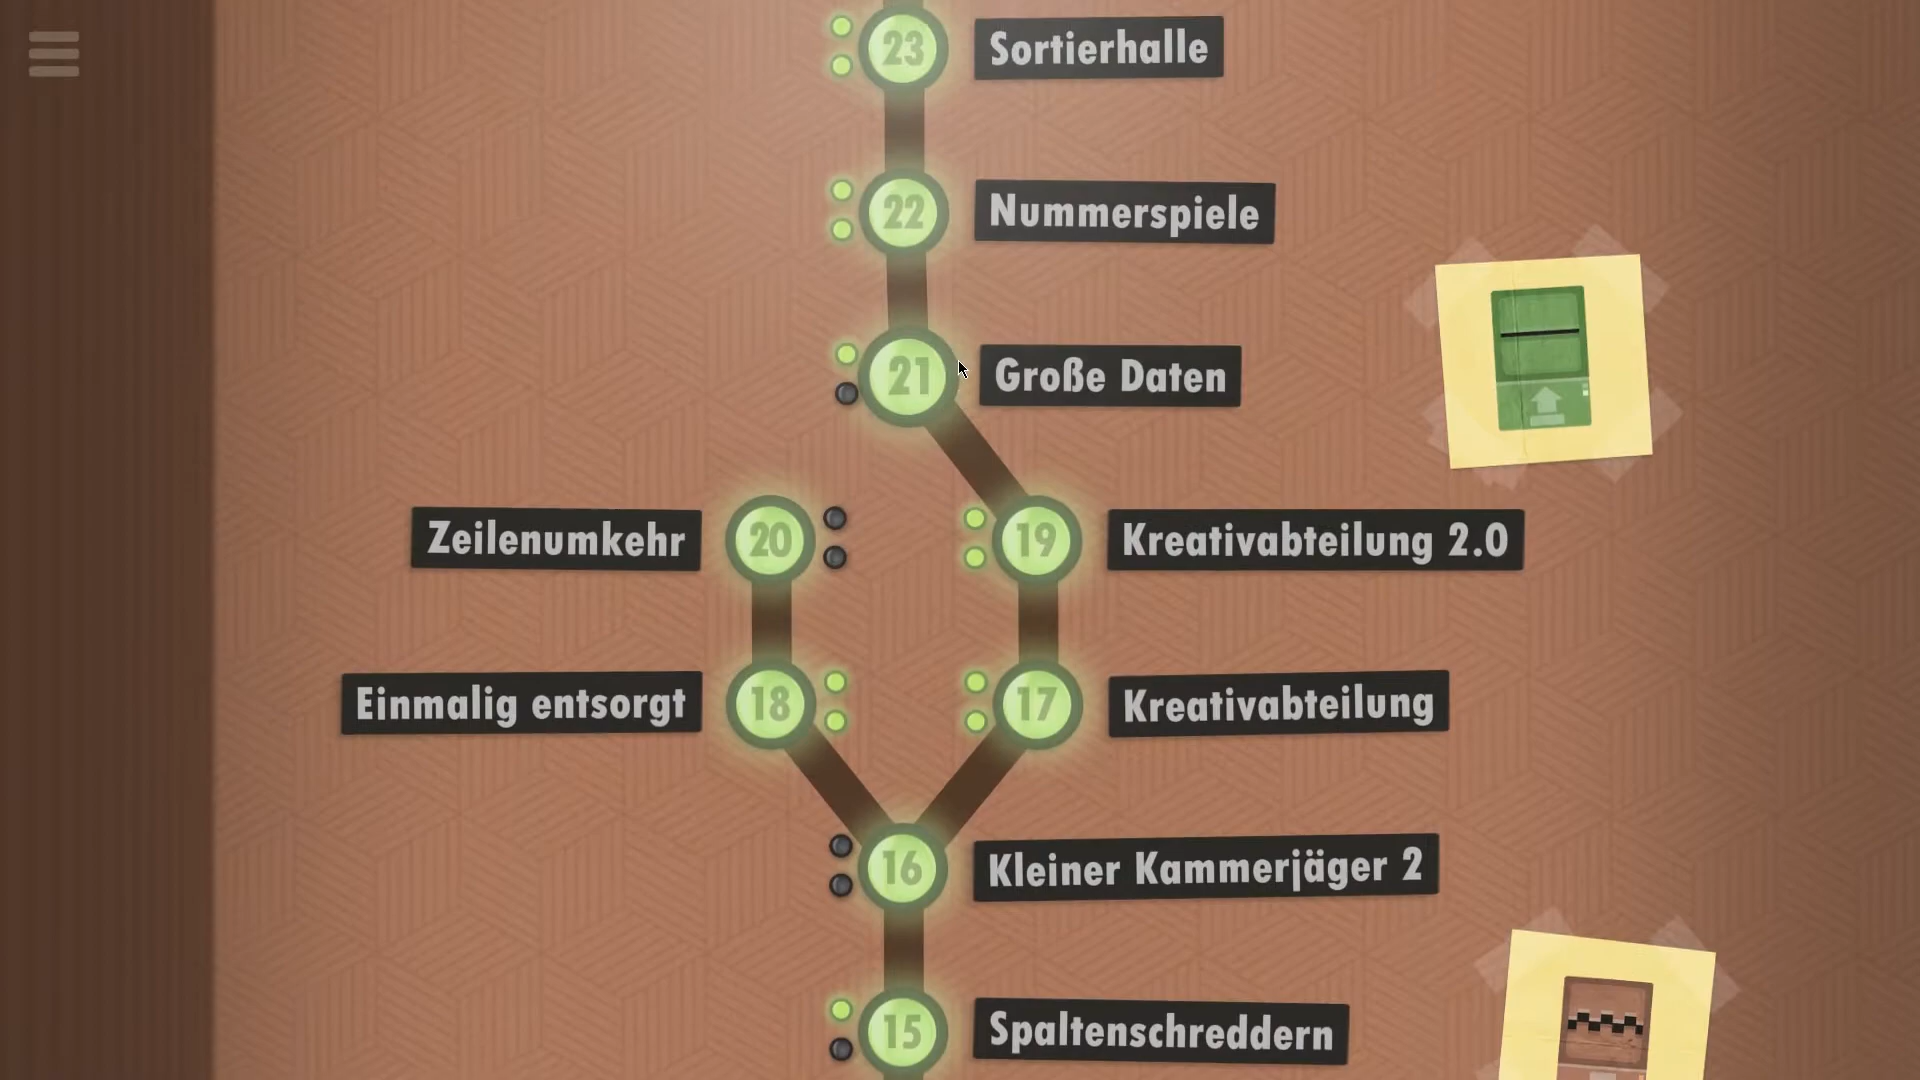 23 Sortierhalle
22 Nummerspiele
21 Große Daten
Zeilenumkehr 20
19 Kreativabteilung 2.0
Einmalig entsorgt 18
17 Kreativabteilung
16 Kleiner Kammerjäger 2
15 Spaltenschreddern